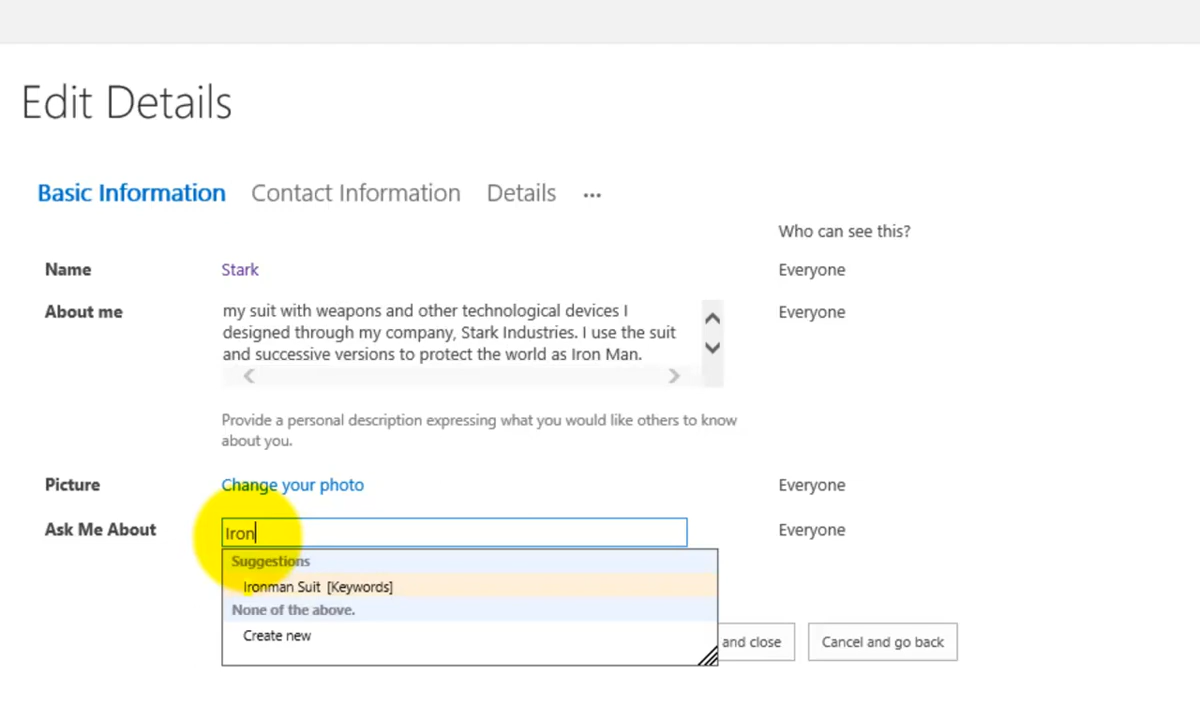 Edit Details
Basic Information Contact Information Details ...
Who can see this?
Name Stark Everyone
About me my suit with weapons and other technological devices I Everyone
designed through my company, Stark Industries. I use the suit
and successive versions to protect the world as Iron Man.
Provide a personal description expressing what you would like others to know
about you.
Picture Change your photo Everyone
Ask Me About Iron Everyone
Suggestions
Ironman Suit [Keywords]
None of the above.
Create new
and close Cancel and go back